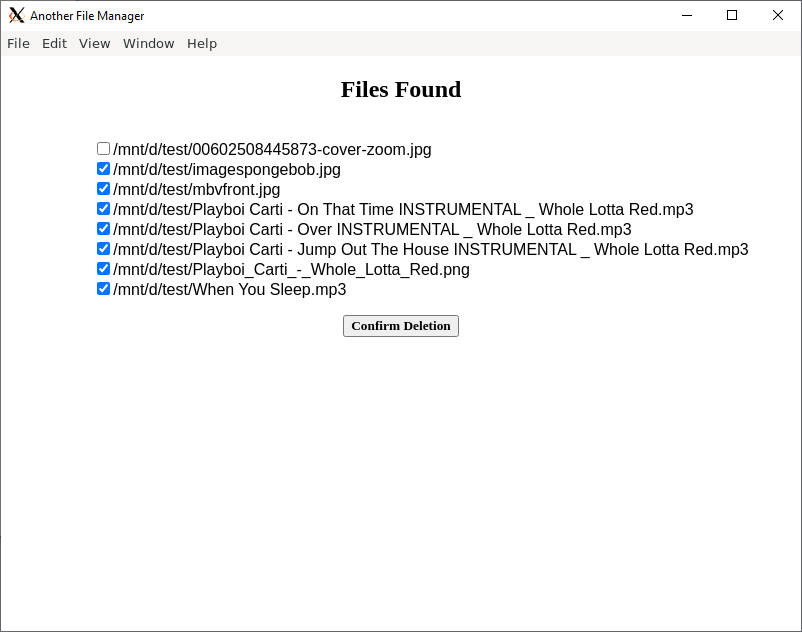 Another File Manager
File Edit View Window Help
Files Found
/mnt/d/test/00602508445873-cover-zoom.jpg
/mnt/d/test/imagespongebob.jpg
/mnt/d/test/mbvfront.jpg
/mnt/d/test/Playboi Carti - On That Time INSTRUMENTAL _ Whole Lotta Red.mp3
/mnt/d/test/Playboi Carti - Over INSTRUMENTAL _ Whole Lotta Red.mp3
/mnt/d/test/Playboi Carti - Jump Out The House INSTRUMENTAL _ Whole Lotta Red.mp3
/mnt/d/test/Playboi_Carti_-_Whole_Lotta_Red.png
/mnt/d/test/When You Sleep.mp3
Confirm Deletion